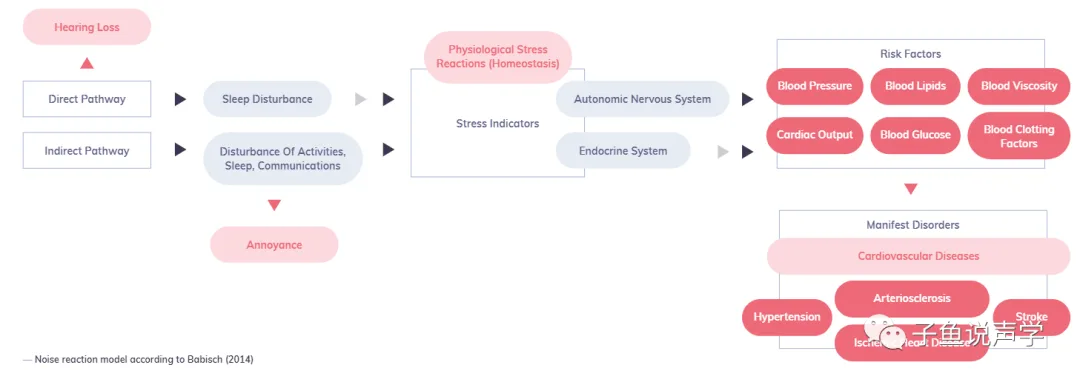 Hearing Loss
Direct Pathway
Indirect Pathway
Sleep Disturbance
Disturbance Of Activities,
Sleep, Communications
Annoyance
Physiological Stress
Reactions (Homeostasis)
Stress Indicators
Autonomic Nervous System
Endocrine System
Risk Factors
Blood Pressure
Blood Lipids
Blood Viscosity
Cardiac Output
Blood Glucose
Blood Clotting
Factors
Manifest Disorders
Cardiovascular Diseases
Arteriosclerosis
Hypertension
Stroke
Ischemic Heart Disease
子鱼说声学
— Noise reaction model according to Babisch (2014)